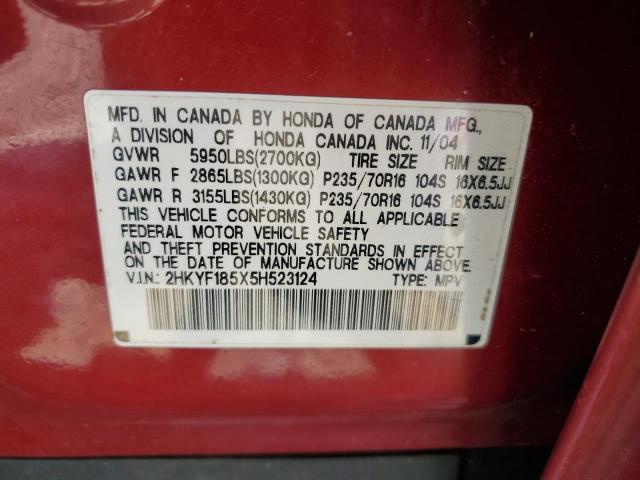 MFD. IN CANADA BY HONDA OF CANADA MFG.,
A DIVISION OF HONDA CANADA INC. 11/04
GVWR 5950LBS(2700KG) TIRE SIZE RIM SIZE
GAWR F 2865LBS(1300KG) P235/70R16 104S 16X6.5JJ
GAWR R 3155LBS(1430KG) P235/70R16 104S 16X6.5JJ
THIS VEHICLE CONFORMS TO ALL APPLICABLE
FEDERAL MOTOR VEHICLE SAFETY
AND THEFT PREVENTION STANDARDS IN EFFECT
ON THE DATE OF MANUFACTURE SHOWN ABOVE.
V.I.N.: 2HKYF185X5H523124 TYPE: MPV